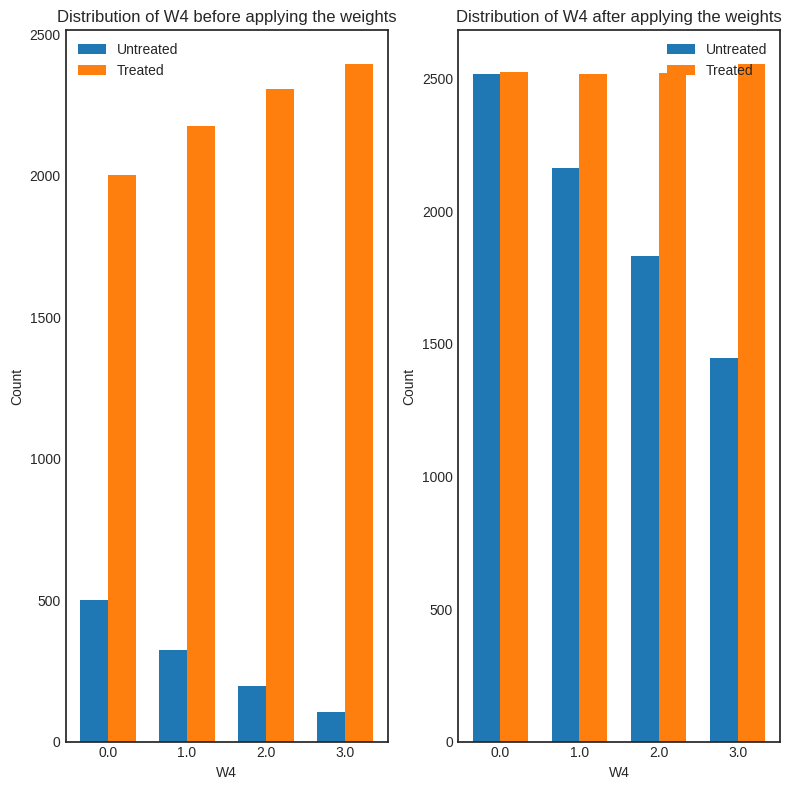 Distribution of W4 before applying the weights
Untreated
Treated
2500
2000
1500
1000
500
0
Count
0.0 1.0 2.0 3.0
W4
Distribution of W4 after applying the weights
Untreated
Treated
2500
2000
1500
1000
500
0
Count
0.0 1.0 2.0 3.0
W4